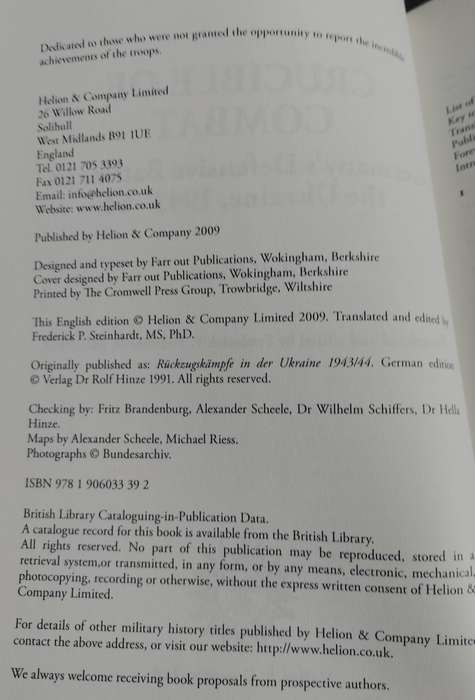 Dedicated to those who were not granted the opportunity to report the incredible
achievements of the troops.
Helion & Company Limited
26 Willow Road
Solihull
West Midlands B91 1UE
England
Tel. 0121 705 3393
Fax 0121 711 4075
Email: info@helion.co.uk
Website: www.helion.co.uk
Published by Helion & Company 2009
Designed and typeset by Farr out Publications, Wokingham, Berkshire
Cover designed by Farr out Publications, Wokingham, Berkshire
Printed by The Cromwell Press Group, Trowbridge, Wiltshire
This English edition © Helion & Company Limited 2009. Translated and edited by
Frederick P. Steinhardt, MS, PhD.
Originally published as: Rückzugskämpfe in der Ukraine 1943/44. German edition
© Verlag Dr Rolf Hinze 1991. All rights reserved.
Checking by: Fritz Brandenburg, Alexander Scheele, Dr Wilhelm Schiffers, Dr Hella
Hinze.
Maps by Alexander Scheele, Michael Riess.
Photographs © Bundesarchiv.
ISBN 978 1 906033 39 2
British Library Cataloguing-in-Publication Data.
A catalogue record for this book is available from the British Library.
All rights reserved. No part of this publication may be reproduced, stored in a
retrieval system,or transmitted, in any form, or by any means, electronic, mechanical,
photocopying, recording or otherwise, without the express written consent of Helion &
Company Limited.
For details of other military history titles published by Helion & Company Limite
contact the above address, or visit our website: http://www.helion.co.uk.
We always welcome receiving book proposals from prospective authors.
List of
Key
Trans
Publi
Fore
Intr
1